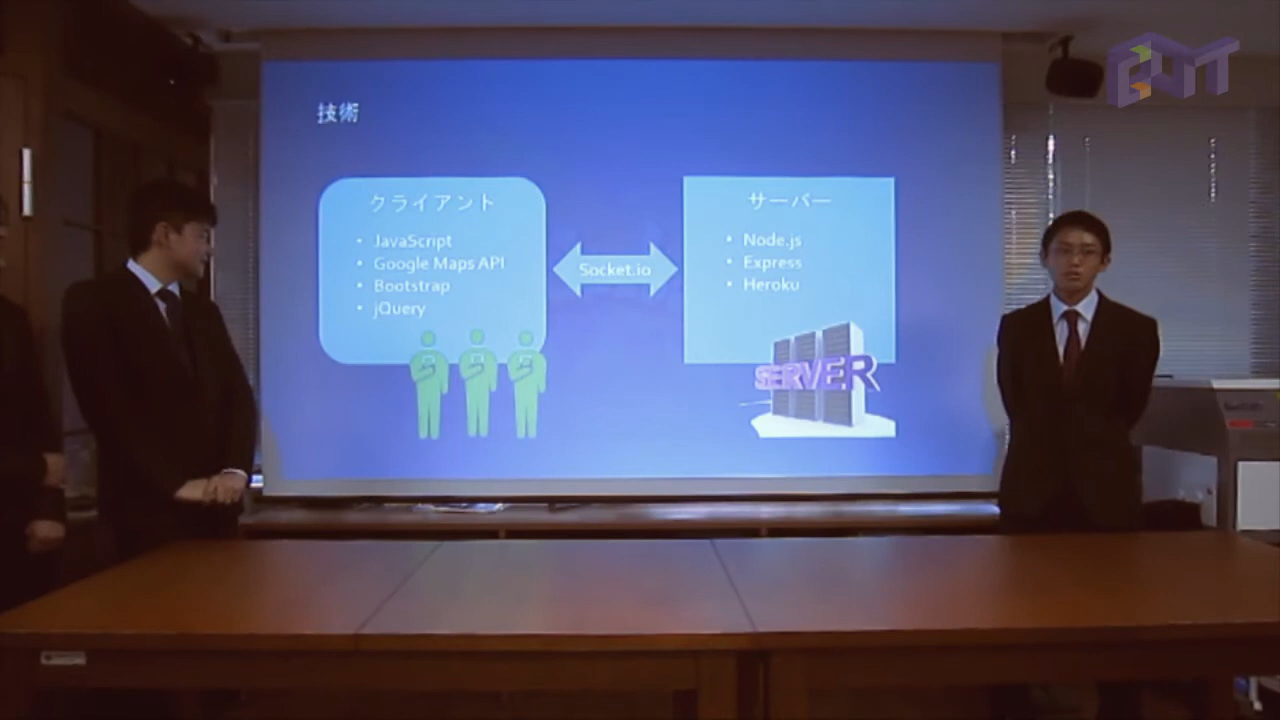 技術
クライアント
• JavaScript
• Google Maps API
• Bootstrap
• jQuery
Socket.io
サーバー
• Node.js
• Express
• Heroku
SERVER